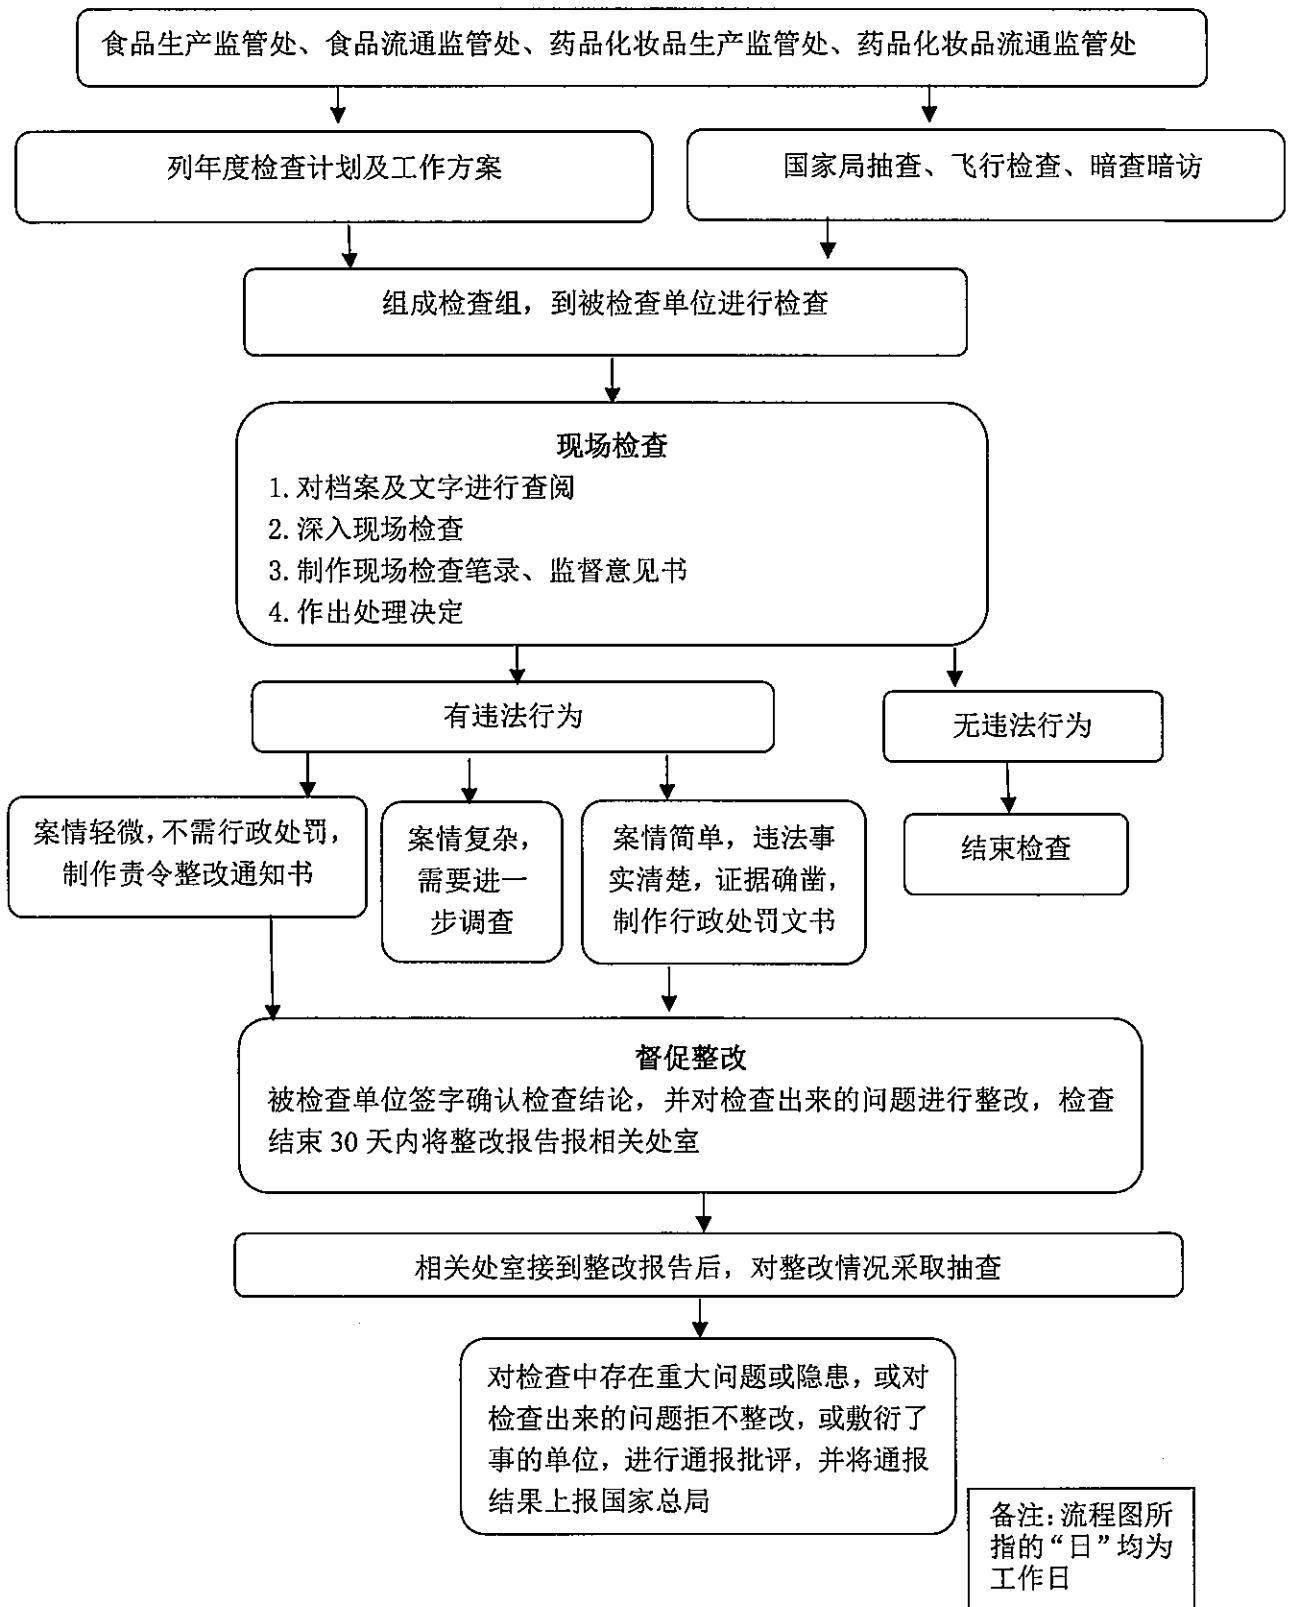 食品生产监管处、食品流通监管处、药品化妆品生产监管处、药品化妆品流通监管处
列年度检查计划及工作方案
国家局抽查、飞行检查、暗查暗访
组成检查组，到被检查单位进行检查
现场检查
1.对档案及文字进行查阅
2.深入现场检查
3.制作现场检查笔录、监督意见书
4.作出处理决定
有违法行为
无违法行为
案情轻微，不需行政处罚，
制作责令整改通知书
案情复杂，
需要进一
步调查
案情简单，违法事
实清楚，证据确凿，
制作行政处罚文书
结束检查
督促整改
被检查单位签字确认检查结论，并对检查出来的问题进行整改，检查
结束 30 天内将整改报告报相关处室
相关处室接到整改报告后，对整改情况采取抽查
对检查中存在重大问题或隐患，或对
检查出来的问题拒不整改，或敷衍了
事的单位，进行通报批评，并将通报
结果上报国家总局
备注：流程图所
指的“日”均为
工作日